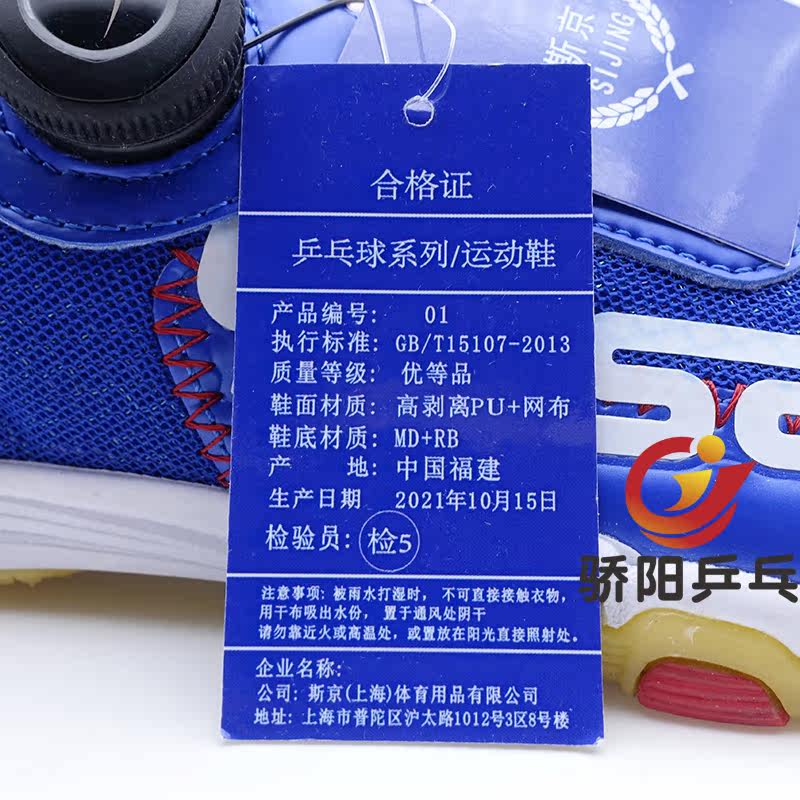 斯京
SIJING
合格证
乒乓球系列/运动鞋
产品编号: 01
执行标准: GB/T15107-2013
质量等级: 优等品
鞋面材质: 高剥离PU+网布
鞋底材质: MD+RB
产 地: 中国福建
生产日期 2021年10月15日
检验员: 检5
注意事项: 被雨水打湿时, 不可直接接触衣物,
用干布吸出水份, 置于通风处阴干
请勿靠近火或高温处, 或置放在阳光直接照射处。
企业名称:
公司: 斯京(上海)体育用品有限公司
地址: 上海市普陀区沪太路1012号3区8号楼
骄阳乒乓